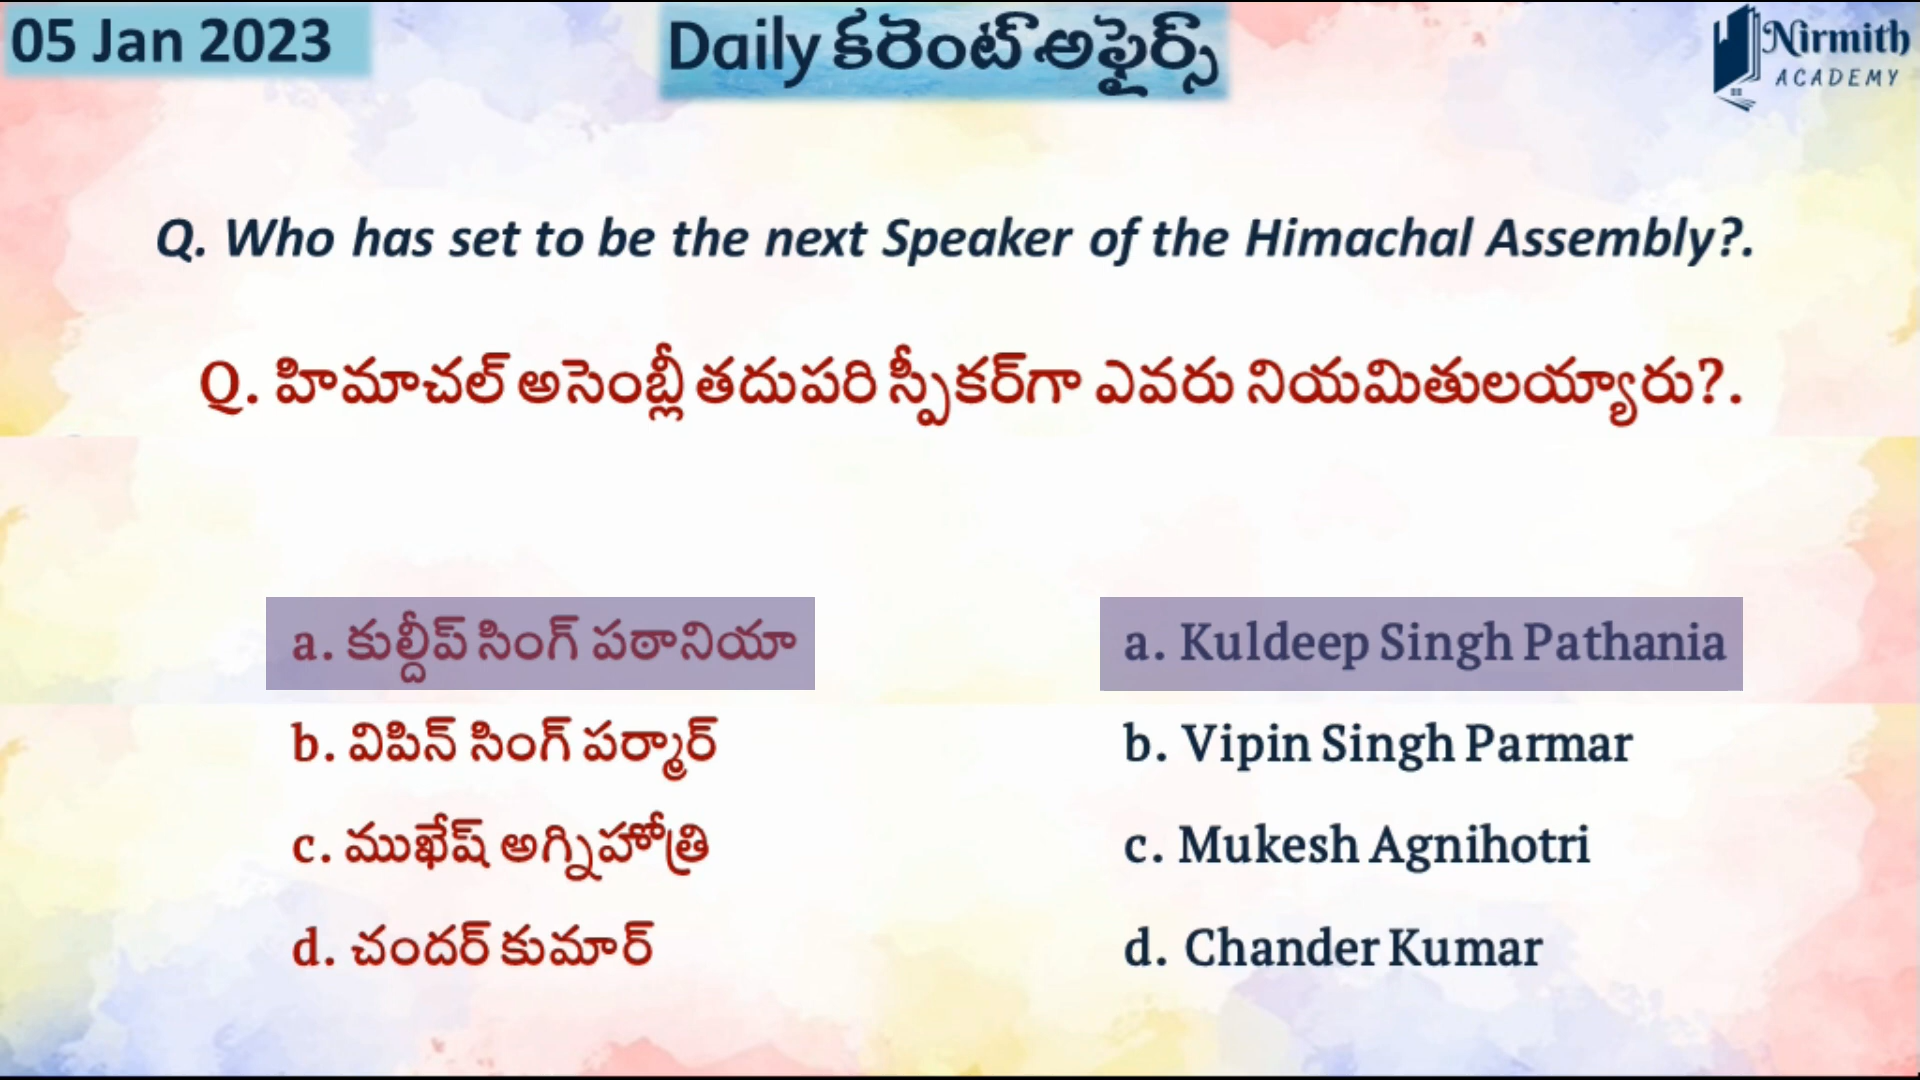 05 Jan 2023
Daily కరెంట్ అఫైర్స్
Nirmith
ACADEMY
Q. Who has set to be the next Speaker of the Himachal Assembly?.
Q. హిమాచల్ అసెంబ్లీ తదుపరి స్పీకర్‌గా ఎవరు నియమితులయ్యారు?.
a. కుల్దీప్ సింగ్ పఠానియా
b. విపిన్ సింగ్ పర్మార్
c. ముఖేష్ అగ్నిహోత్రి
d. చందర్ కుమార్
a. Kuldeep Singh Pathania
b. Vipin Singh Parmar
c. Mukesh Agnihotri
d. Chander Kumar